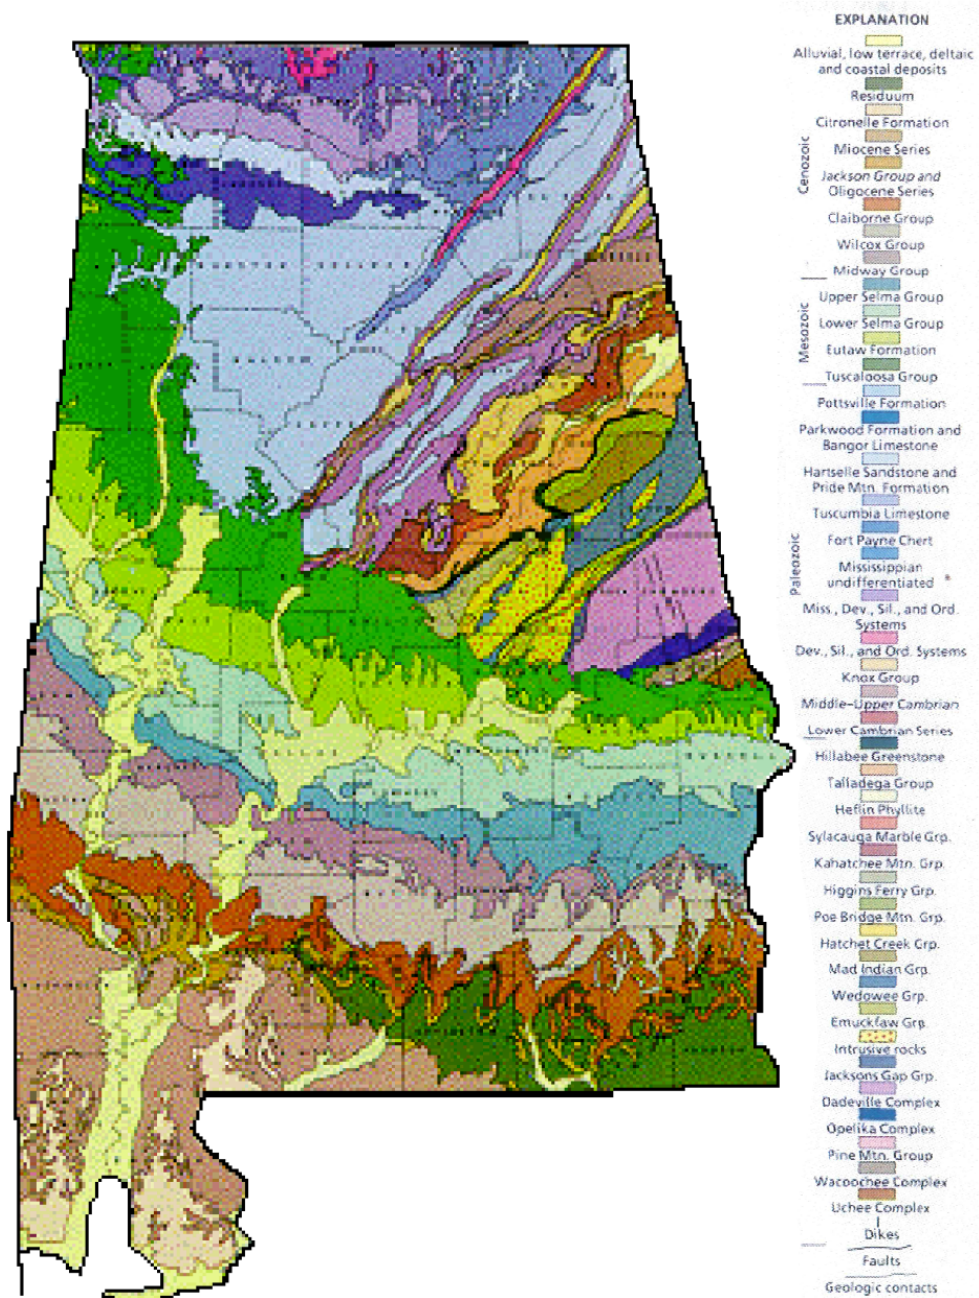 EXPLANATION
Alluvial, low terrace, deltaic
and coastal deposits
Residuum
Citronelle Formation
Miocene Series
Jackson Group and
Oligocene Series
Claiborne Group
Wilcox Group
Midway Group
Cenozoic
Upper Selma Group
Lower Selma Group
Eutaw Formation
Tuscaloosa Group
Mesozoic
Pottsville Formation
Parkwood Formation and
Bangor Limestone
Hartselle Sandstone and
Pride Mtn. Formation
Tuscumbia Limestone
Fort Payne Chert
Mississippian
undifferentiated
Miss., Dev., Sil., and Ord.
Systems
Dev., Sil., and Ord. Systems
Knox Group
Middle-Upper Cambrian
Lower Cambrian Series
Paleozoic
Hillabee Greenstone
Talladega Group
Heflin Phyllite
Sylacauga Marble Grp.
Kahatchee Mtn. Grp.
Higgins Ferry Grp.
Poe Bridge Mtn. Grp.
Hatchet Creek Grp.
Mad Indian Grp.
Wedowee Grp.
Emuckfaw Grp.
Intrusive rocks
Jacksons Gap Grp.
Dadeville Complex
Opelika Complex
Pine Mtn. Group
Wacoochee Complex
Uchee Complex
Dikes
Faults
Geologic contacts